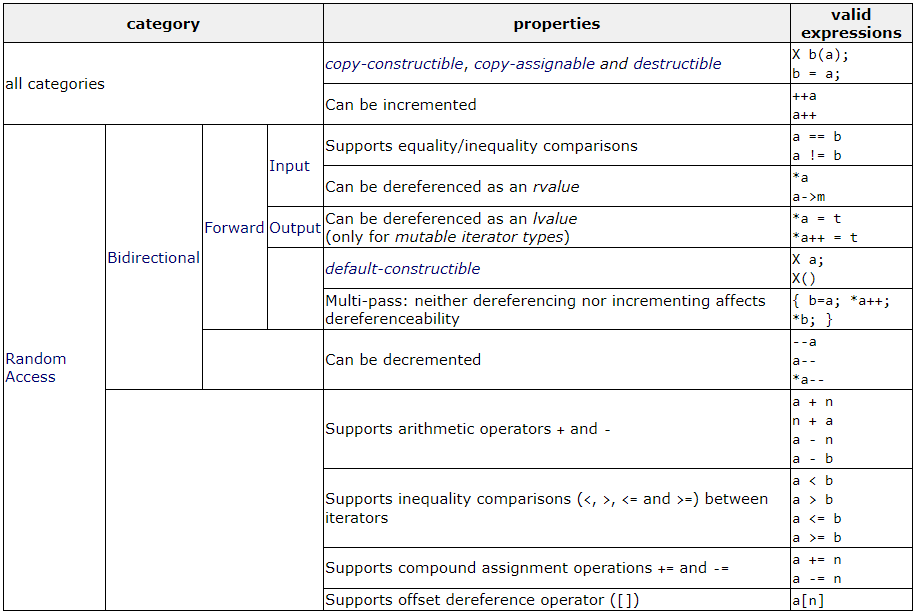 category
properties
valid
expressions
all categories
copy-constructible, copy-assignable and destructible
X b(a);
b = a;
Can be incremented
++a
a++
Random
Access
Bidirectional
Forward
Input
Supports equality/inequality comparisons
a == b
a != b
Can be dereferenced as an rvalue
*a
a->m
Output
Can be dereferenced as an lvalue
(only for mutable iterator types)
*a = t
*a++ = t
default-constructible
X a;
X()
Multi-pass: neither dereferencing nor incrementing affects
dereferenceability
{ b=a; *a++;
*b; }
Can be decremented
--a
a--
*a--
Supports arithmetic operators + and -
a + n
n + a
a - n
a - b
Supports inequality comparisons (<, >, <= and >=) between
iterators
a < b
a > b
a <= b
a >= b
Supports compound assignment operations += and -=
a += n
a -= n
Supports offset dereference operator ([])
a[n]